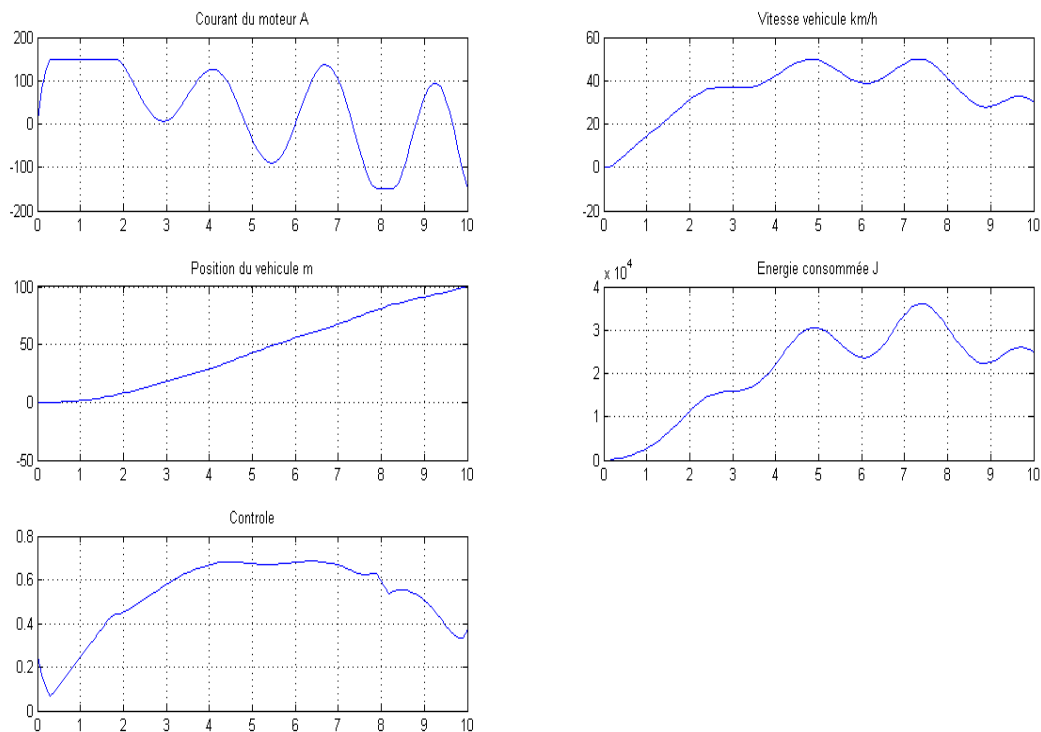 Courant du moteur A
200
100
0
-100
-200
0 1 2 3 4 5 6 7 8 9 10
Vitesse vehicule km/h
60
40
20
0
-20
0 1 2 3 4 5 6 7 8 9 10
Position du vehicule m
100
50
0
-50
0 1 2 3 4 5 6 7 8 9 10
Energie consommée J
x 10^4
4
3
2
1
0
0 1 2 3 4 5 6 7 8 9 10
Controle
0.8
0.6
0.4
0.2
0
0 1 2 3 4 5 6 7 8 9 10